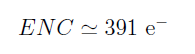 ENC ≃ 391 e⁻